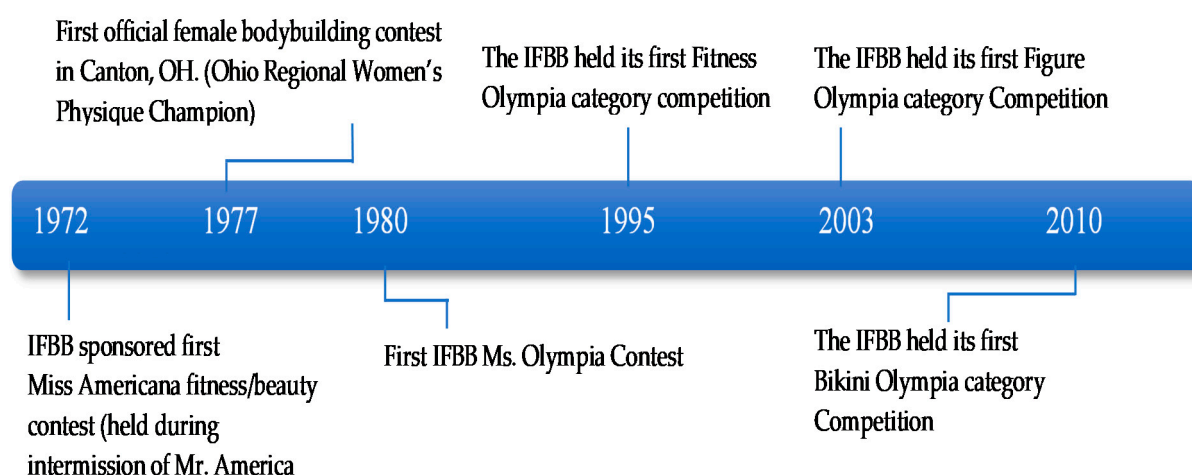 First official female bodybuilding contest
in Canton, OH. (Ohio Regional Women's
Physique Champion)
The IFBB held its first Fitness
Olympia category competition
The IFBB held its first Figure
Olympia category Competition
1972 1977 1980 1995 2003 2010
IFBB sponsored first
Miss Americana fitness/beauty
contest (held during
intermission of Mr. America
First IFBB Ms. Olympia Contest
The IFBB held its first
Bikini Olympia category
Competition